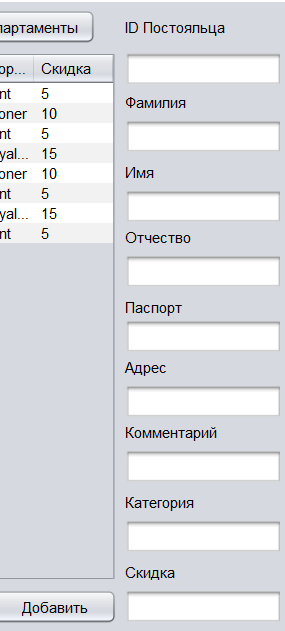 партаменты
ор... Скидка
nt 5
oner 10
nt 5
yal... 15
oner 10
nt 5
yal... 15
nt 5
Добавить
ID Постояльца
Фамилия
Имя
Отчество
Паспорт
Адрес
Комментарий
Категория
Скидка